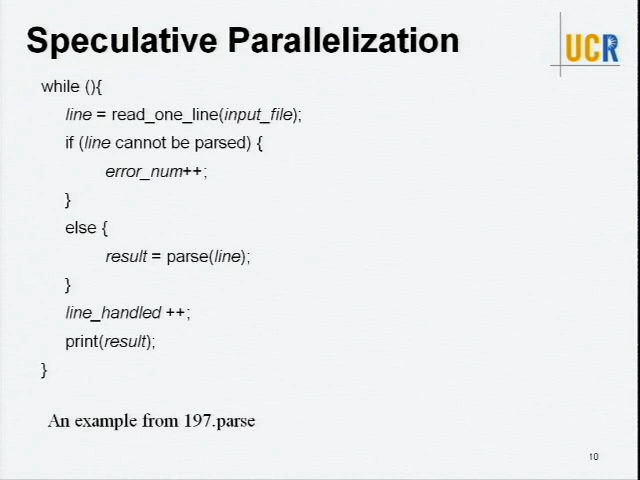 Speculative Parallelization
UCR
while (){
line = read_one_line(input_file);
if (line cannot be parsed) {
error_num++;
}
else {
result = parse(line);
}
line_handled ++;
print(result);
}
An example from 197.parse
10